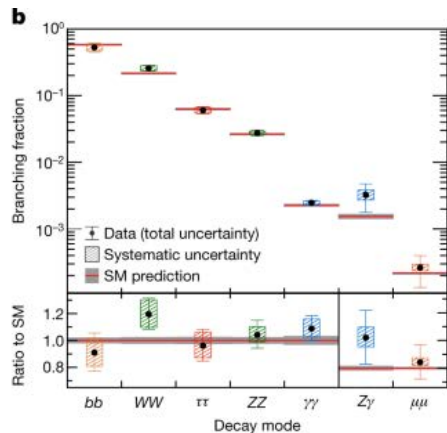 b
10⁰
10⁻¹
10⁻²
10⁻³
Branching fraction
Data (total uncertainty)
Systematic uncertainty
SM prediction
1.2
1.0
0.8
Ratio to SM
bb
WW
ττ
ZZ
γγ
Zγ
μμ
Decay mode